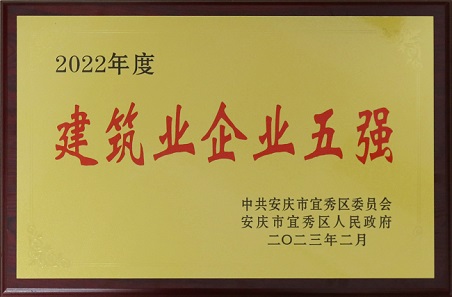 2022年度
建筑业企业五强
中共安庆市宜秀区委员会
安庆市宜秀区人民政府
二〇二三年二月